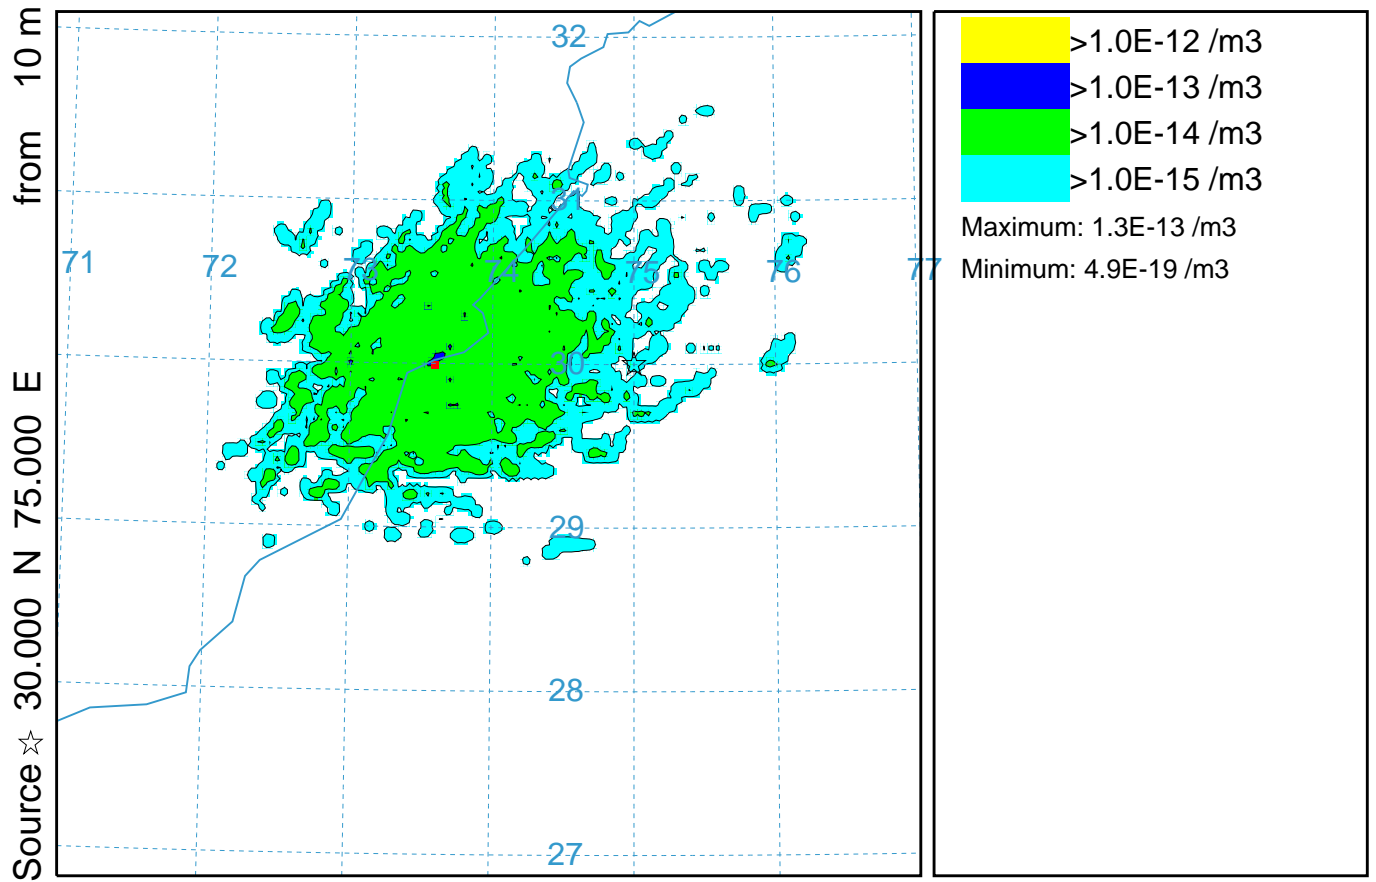 Source ☆ 30.000 N 75.000 E from 10 m
32
31
71
72
73
74
75
76
77
30
29
28
27
>1.0E-12 /m3
>1.0E-13 /m3
>1.0E-14 /m3
>1.0E-15 /m3
Maximum: 1.3E-13 /m3
Minimum: 4.9E-19 /m3